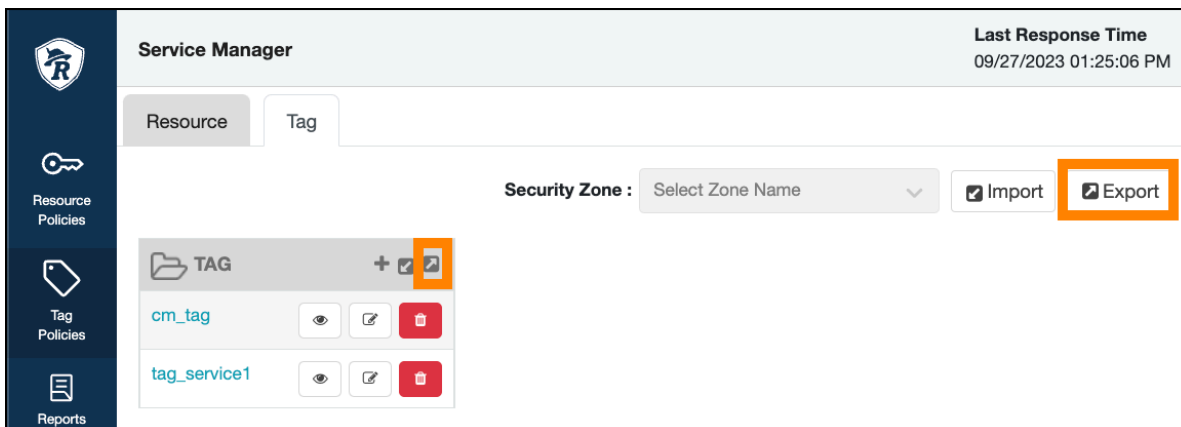 Service Manager
Last Response Time
09/27/2023 01:25:06 PM
R
Resource
Tag
Resource
Policies
Security Zone :
Select Zone Name
Import
Export
TAG
Tag
Policies
cm_tag
tag_service1
Reports